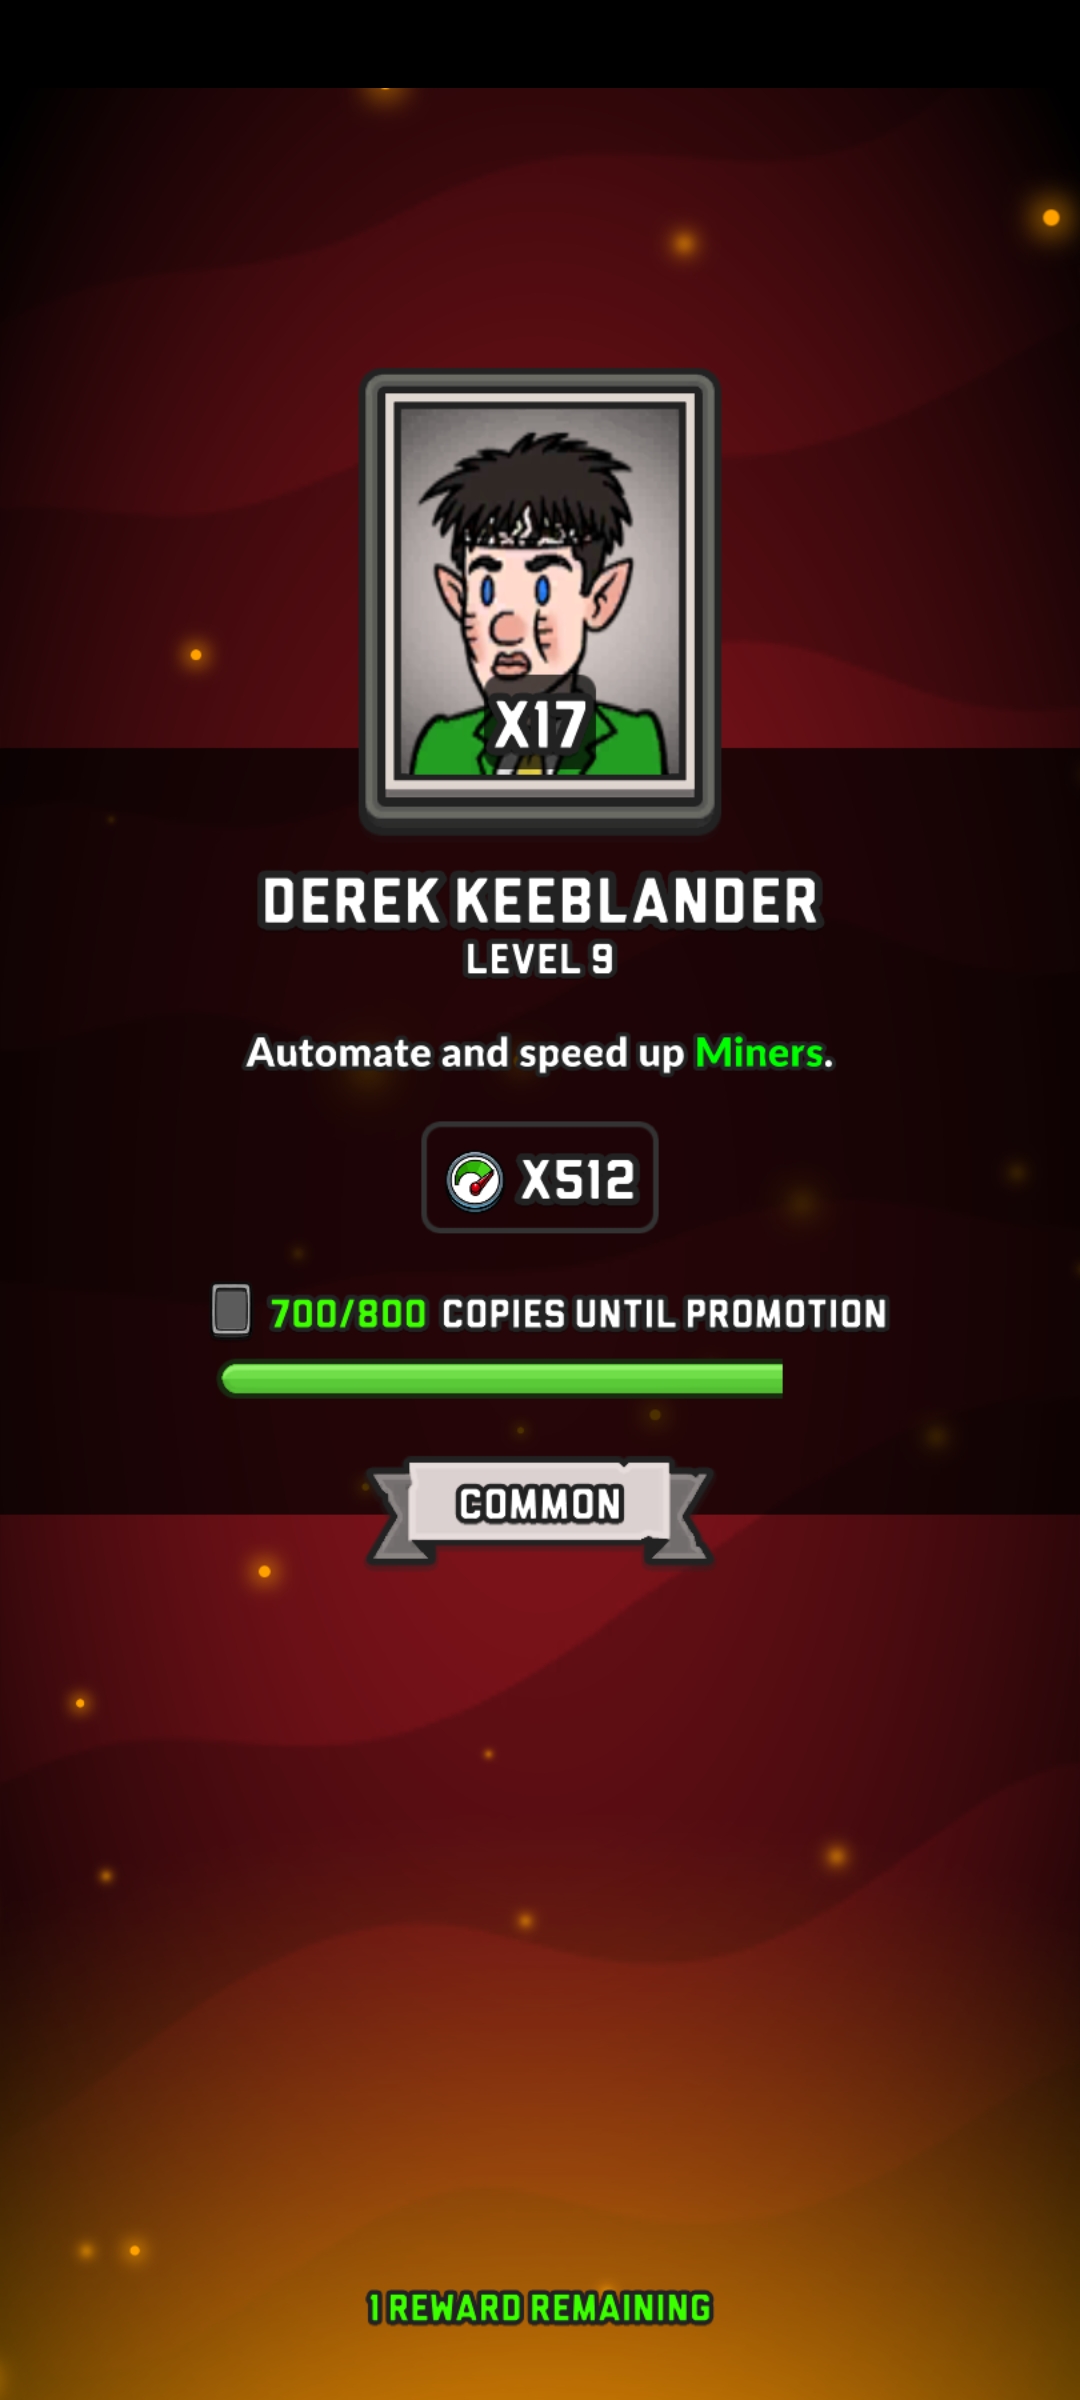 X17
DEREK KEEBLANDER
LEVEL 9
Automate and speed up Miners.
X512
700/800 COPIES UNTIL PROMOTION
COMMON
1 REWARD REMAINING